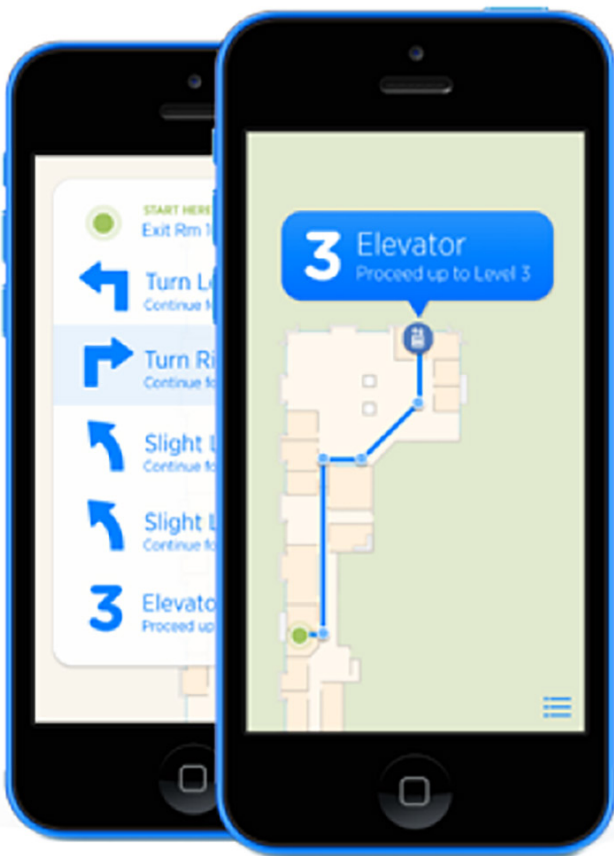 START HERE
Exit Rm 1
Turn L
Continue
Turn Ri
Continue fo
Slight L
Continue fo
Slight L
Continue fo
3 Elevato
Proceed up
3 Elevator
Proceed up to Level 3